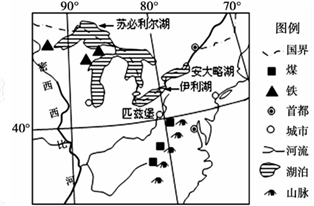 90° 80° 70°
苏必利尔湖
安大略湖
伊利湖
匹兹堡
40°
密西西比河
图例
国界
煤
铁
首都
城市
河流
湖泊
山脉